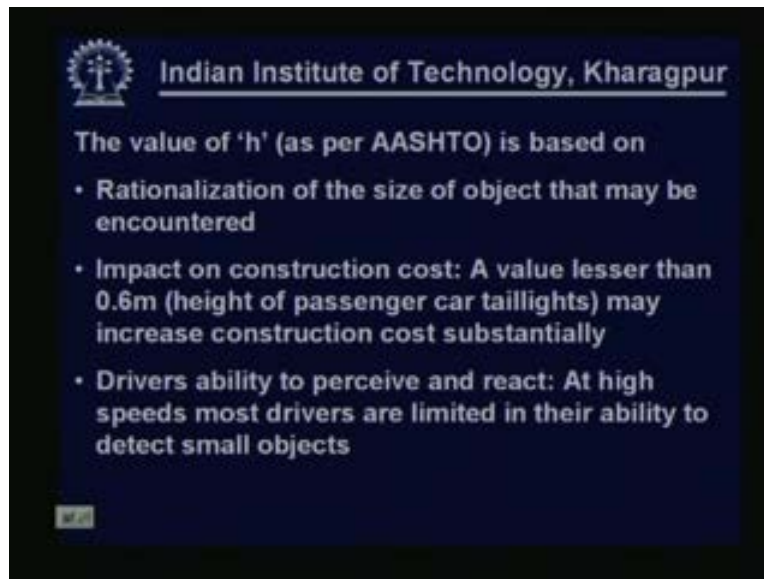 Indian Institute of Technology, Kharagpur
The value of 'h' (as per AASHTO) is based on
• Rationalization of the size of object that may be
encountered
• Impact on construction cost: A value lesser than
0.6m (height of passenger car taillights) may
increase construction cost substantially
• Drivers ability to perceive and react: At high
speeds most drivers are limited in their ability to
detect small objects